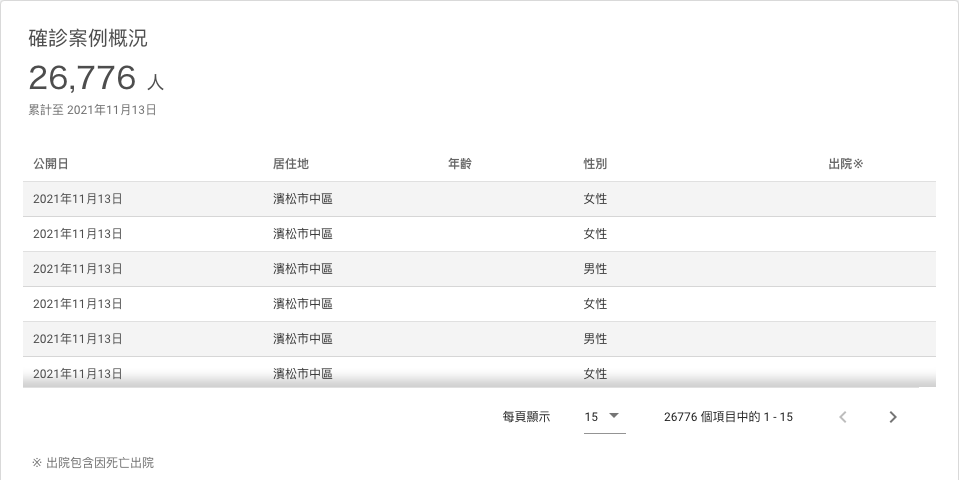 確診案例概況
26,776 人
累計至 2021年11月13日
公開日 居住地 年齡 性別 出院※
2021年11月13日 濱松市中區 女性
2021年11月13日 濱松市中區 女性
2021年11月13日 濱松市中區 男性
2021年11月13日 濱松市中區 女性
2021年11月13日 濱松市中區 男性
2021年11月13日 濱松市中區 女性
每頁顯示 15 26776 個項目中的 1 - 15
※ 出院包含因死亡出院